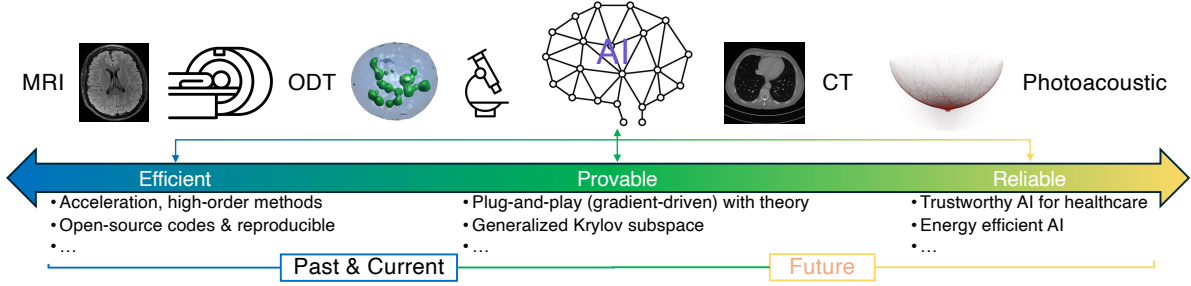 MRI
ODT
AI
CT
Photoacoustic
Efficient
Provable
Reliable
• Acceleration, high-order methods
• Open-source codes & reproducible
• …
• Plug-and-play (gradient-driven) with theory
• Generalized Krylov subspace
• …
• Trustworthy AI for healthcare
• Energy efficient AI
• …
Past & Current
Future